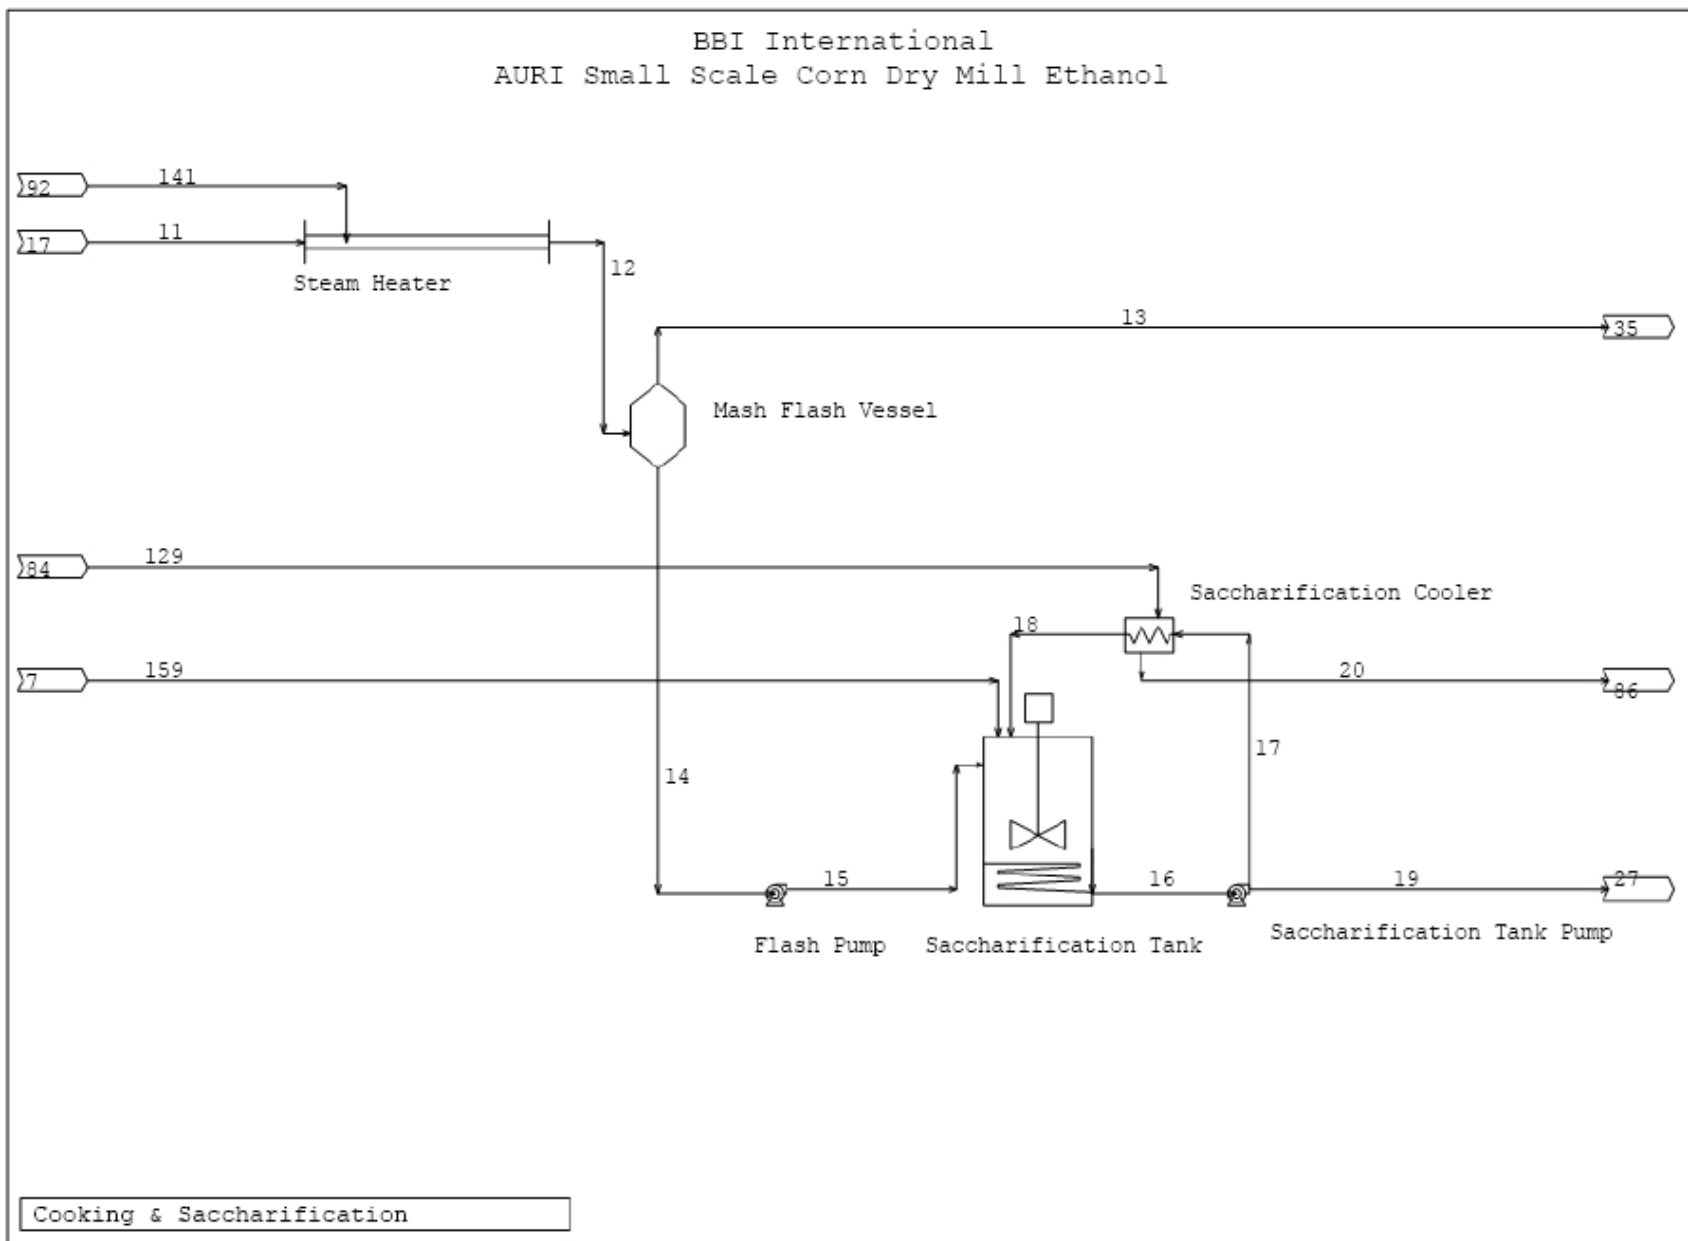 BBI International
AURI Small Scale Corn Dry Mill Ethanol
92
141
17
11
Steam Heater
12
13
35
Mash Flash Vessel
84
129
Saccharification Cooler
18
7
159
20
86
17
14
15
16
19
27
Flash Pump
Saccharification Tank
Saccharification Tank Pump
Cooking & Saccharification